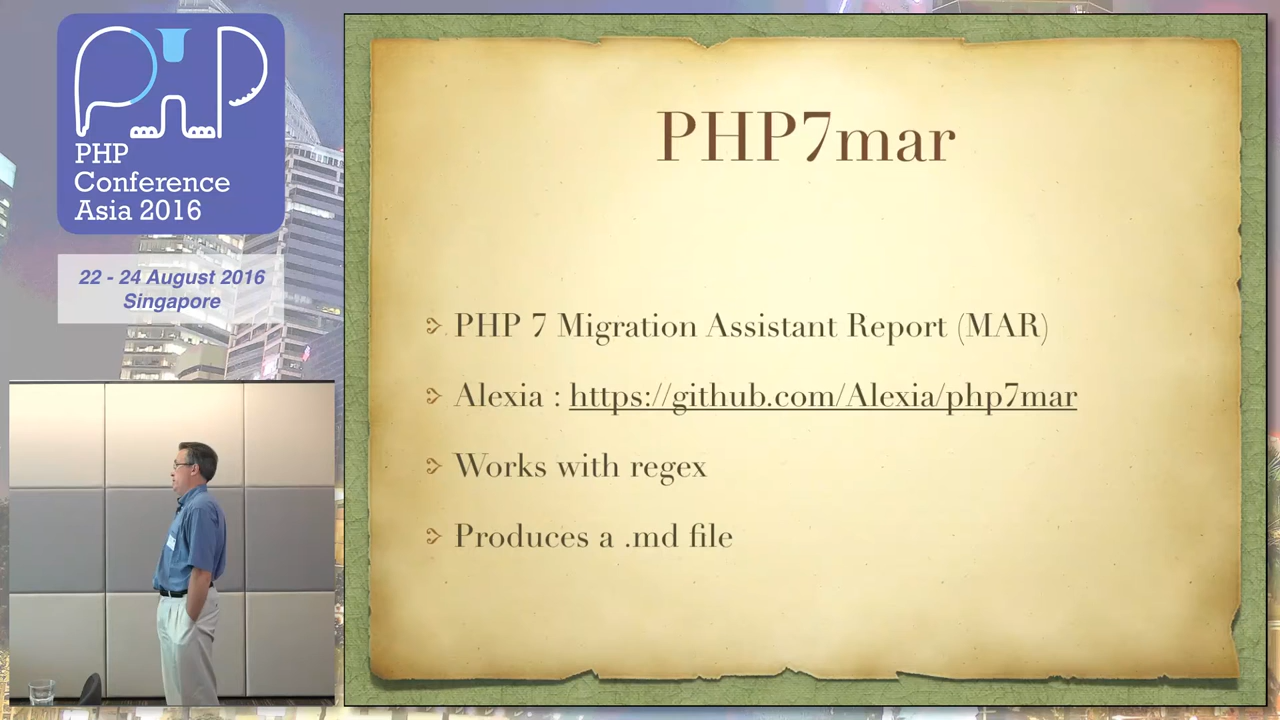 PHP
Conference
Asia 2016
22 - 24 August 2016
Singapore
PHP7mar
PHP 7 Migration Assistant Report (MAR)
Alexia : https://github.com/Alexia/php7mar
Works with regex
Produces a .md file